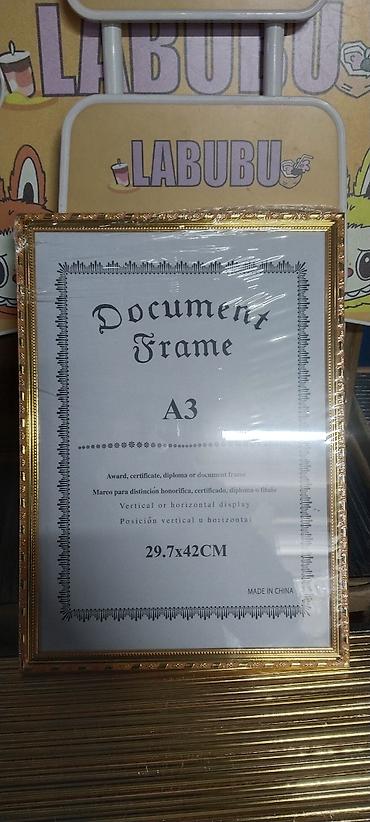 LABUBU
LABUBU
Document
Frame
A3
Award, certificate, diploma or document frame
Marco para distinción honorifica, certificado, diploma o título
Vertical or horizontal display
Posición vertical u horizontal
29.7x42CM
MADE IN CHINA